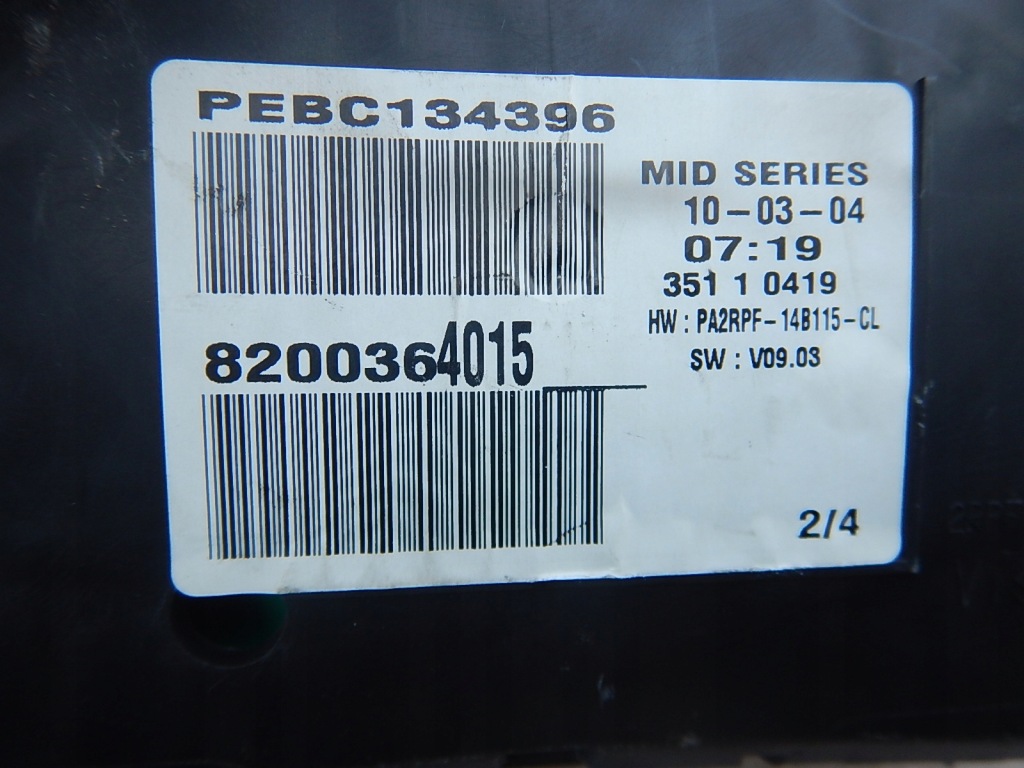 PEBC134396
MID SERIES
10-03-04
07:19
351 1 0419
HW : PA2RPF-14B115-CL
SW : V09.03
8200364015
2/4